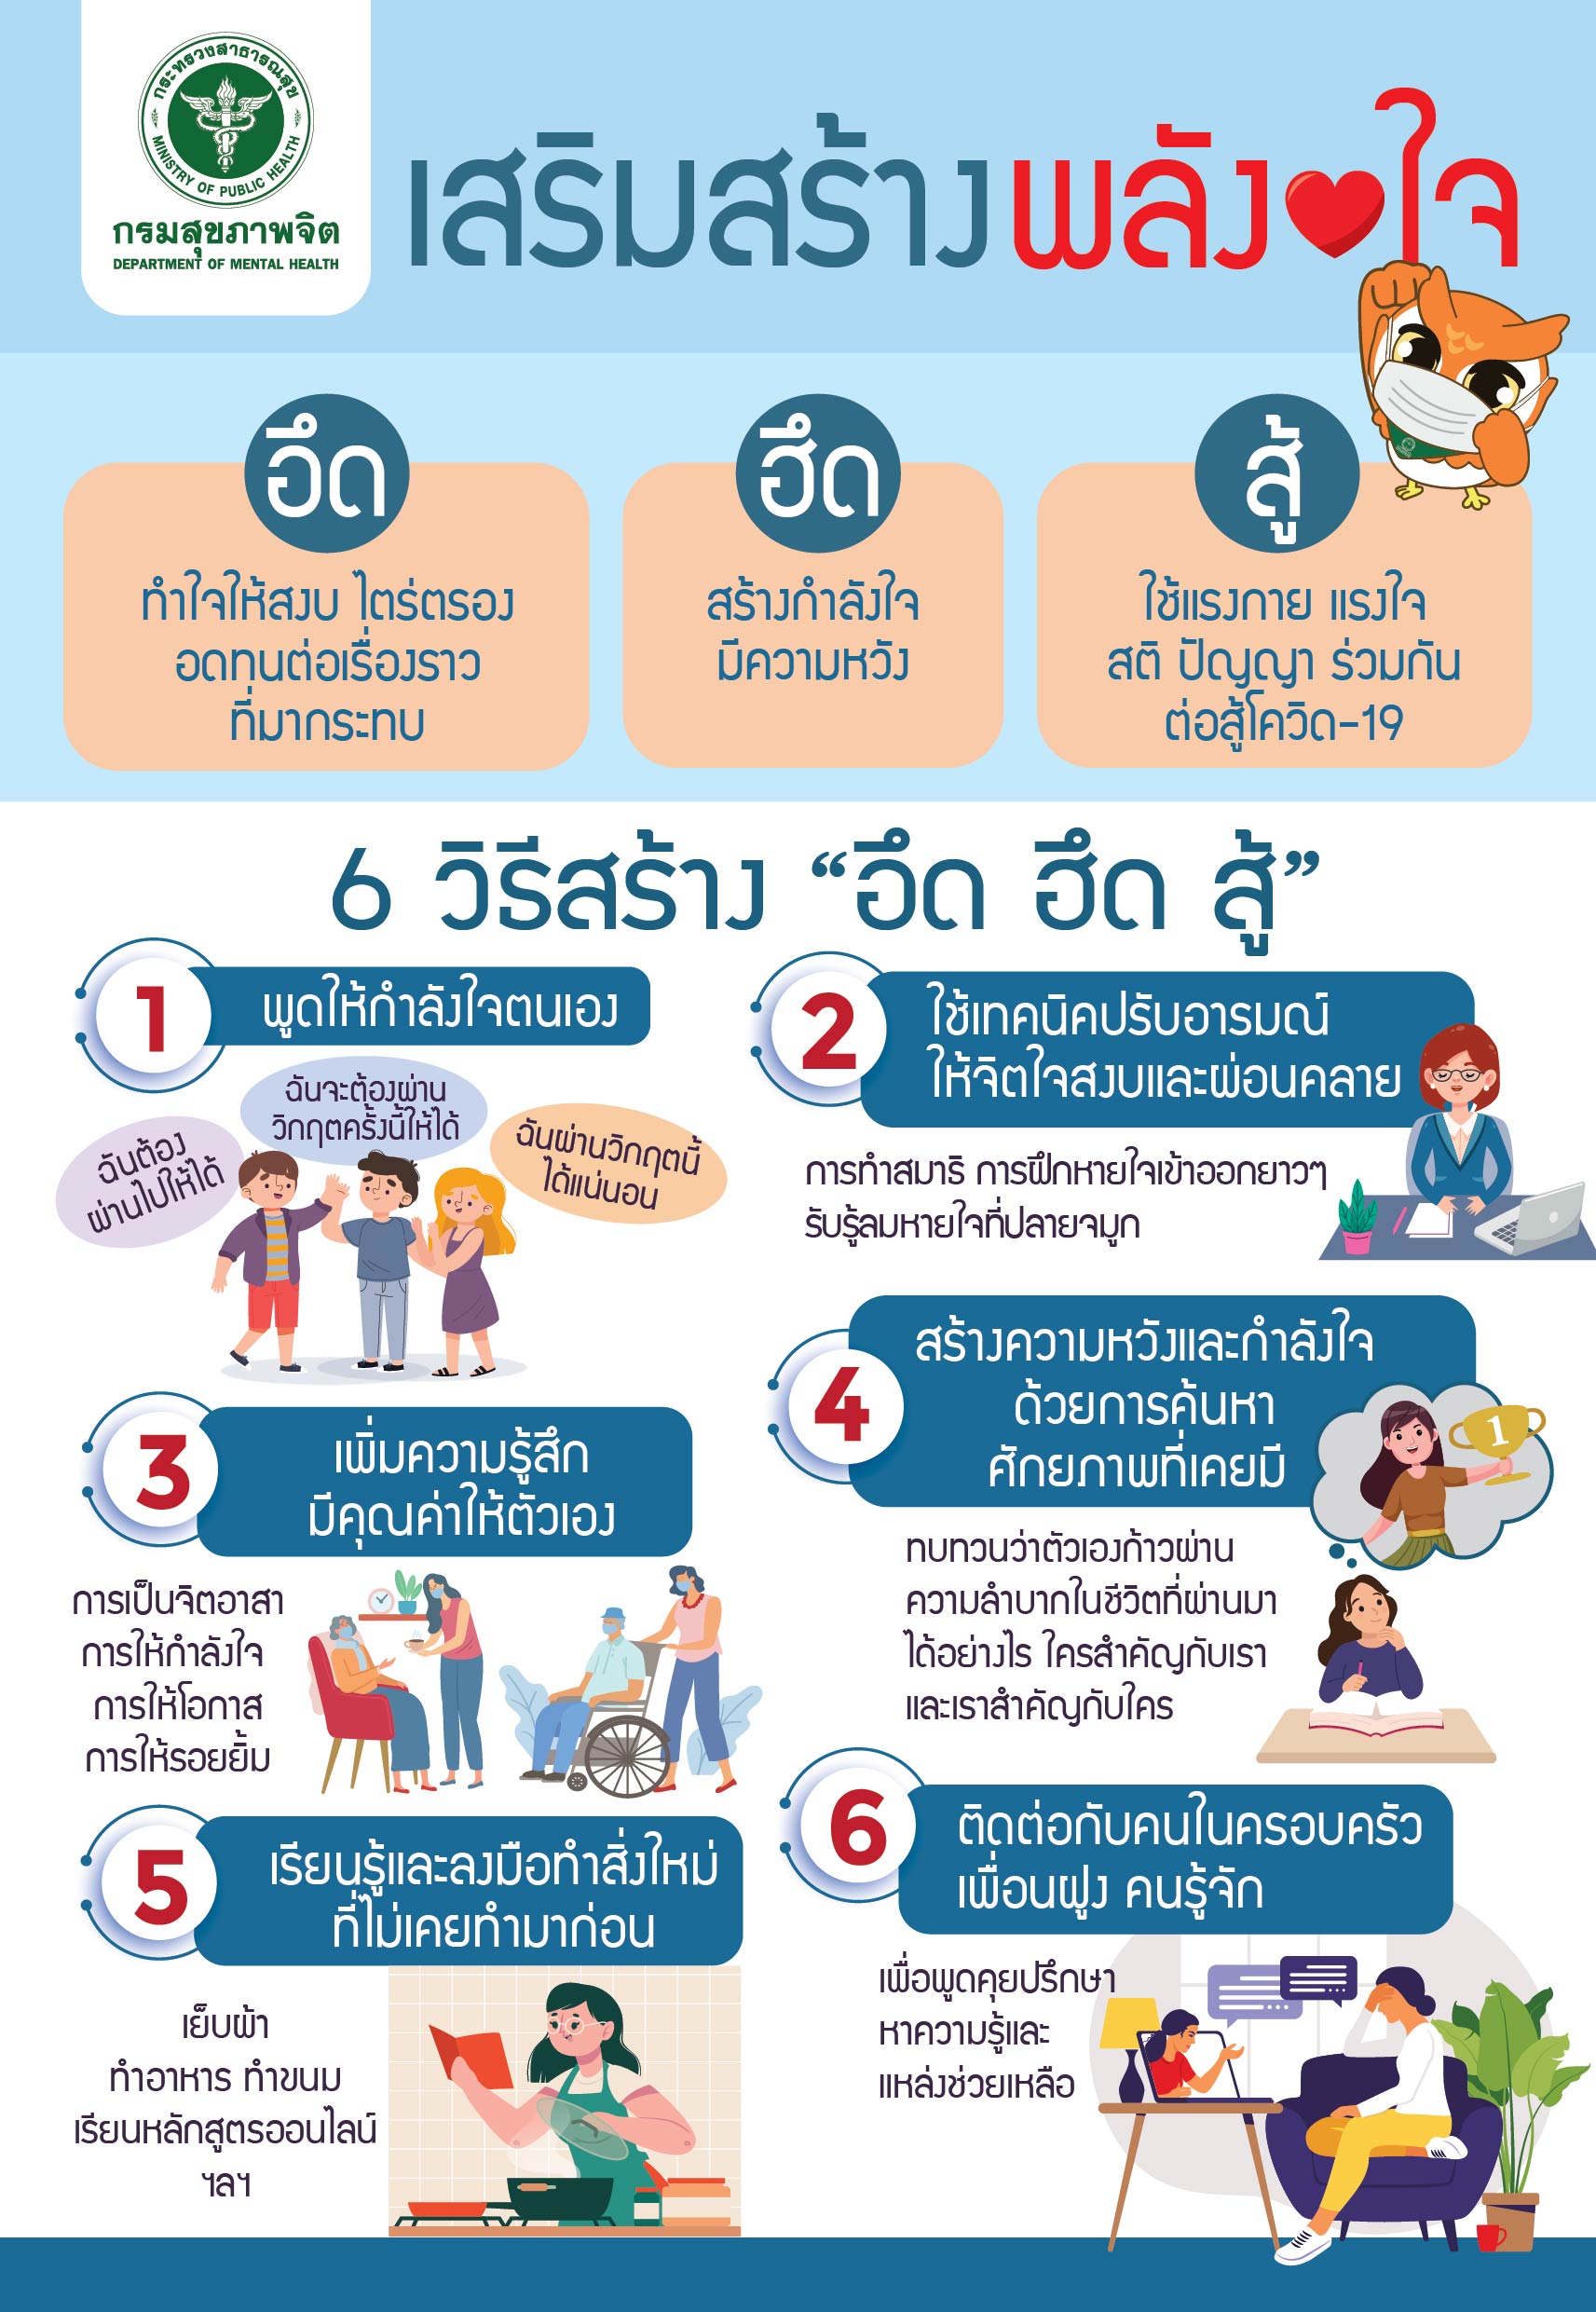 กระทรวงสาธารณสุข
MINISTRY OF PUBLIC HEALTH
กรมสุขภาพจิต
DEPARTMENT OF MENTAL HEALTH
เสริมสร้างพลังใจ
อึด
ทำใจให้สงบ ไตร่ตรอง
อดทนต่อเรื่องราว
ที่มากระทบ
ฮึด
สร้างกำลังใจ
มีความหวัง
สู้
ใช้แรงกาย แรงใจ
สติ ปัญญา ร่วมกัน
ต่อสู้โควิด-19
6 วิธีสร้าง “อึด ฮึด สู้”
1
พูดให้กำลังใจตนเอง
ฉันต้อง
ผ่านไปให้ได้
ฉันจะต้องผ่าน
วิกฤตครั้งนี้ให้ได้
ฉันผ่านวิกฤตนี้
ได้แน่นอน
2
ใช้เทคนิคปรับอารมณ์
ให้จิตใจสงบและผ่อนคลาย
การทำสมาธิ การฝึกหายใจเข้าออกยาวๆ
รับรู้ลมหายใจที่ปลายจมูก
3
เพิ่มความรู้สึก
มีคุณค่าให้ตัวเอง
การเป็นจิตอาสา
การให้กำลังใจ
การให้โอกาส
การให้รอยยิ้ม
4
สร้างความหวังและกำลังใจ
ด้วยการค้นหา
ศักยภาพที่เคยมี
1
ทบทวนว่าตัวเองก้าวผ่าน
ความลำบากในชีวิตที่ผ่านมา
ได้อย่างไร ใครสำคัญกับเรา
และเราสำคัญกับใคร
5
เรียนรู้และลงมือทำสิ่งใหม่
ที่ไม่เคยทำมาก่อน
เย็บผ้า
ทำอาหาร ทำขนม
เรียนหลักสูตรออนไลน์
ฯลฯ
6
ติดต่อกับคนในครอบครัว
เพื่อนฝูง คนรู้จัก
เพื่อพูดคุยปรึกษา
หาความรู้และ
แหล่งช่วยเหลือ